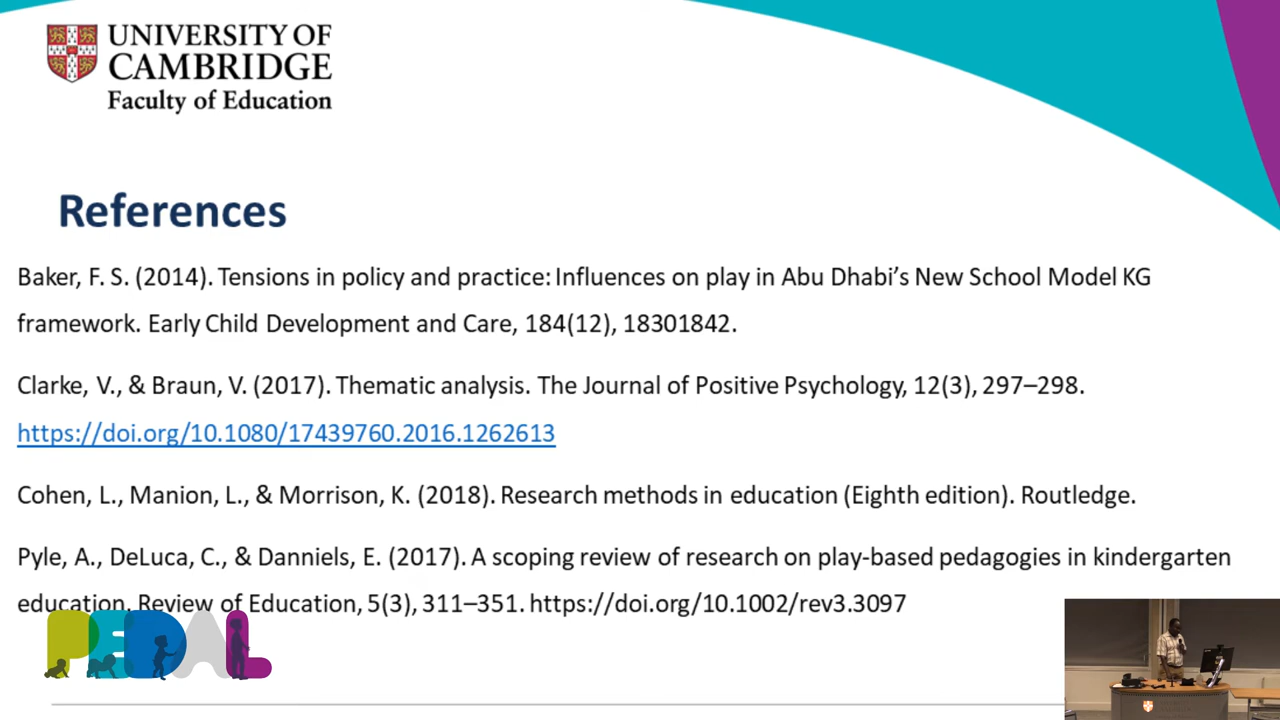 UNIVERSITY OF
CAMBRIDGE
Faculty of Education
References
Baker, F. S. (2014). Tensions in policy and practice: Influences on play in Abu Dhabi’s New School Model KG
framework. Early Child Development and Care, 184(12), 18301842.
Clarke, V., & Braun, V. (2017). Thematic analysis. The Journal of Positive Psychology, 12(3), 297–298.
https://doi.org/10.1080/17439760.2016.1262613
Cohen, L., Manion, L., & Morrison, K. (2018). Research methods in education (Eighth edition). Routledge.
Pyle, A., DeLuca, C., & Danniels, E. (2017). A scoping review of research on play-based pedagogies in kindergarten
education. Review of Education, 5(3), 311–351. https://doi.org/10.1002/rev3.3097
PEDAL